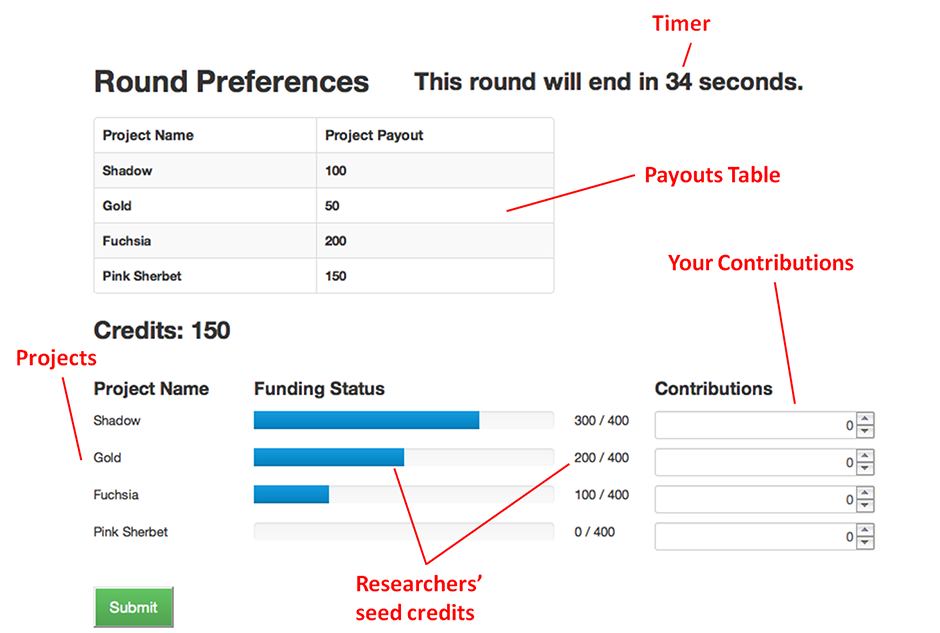 Timer
Round Preferences This round will end in 34 seconds.
Project Name Project Payout
Shadow 100
Gold 50
Fuchsia 200
Pink Sherbet 150
Payouts Table
Your Contributions
Credits: 150
Projects
Project Name Funding Status Contributions
Shadow 300 / 400 0
Gold 200 / 400 0
Fuchsia 100 / 400 0
Pink Sherbet 0 / 400 0
Researchers’
seed credits
Submit